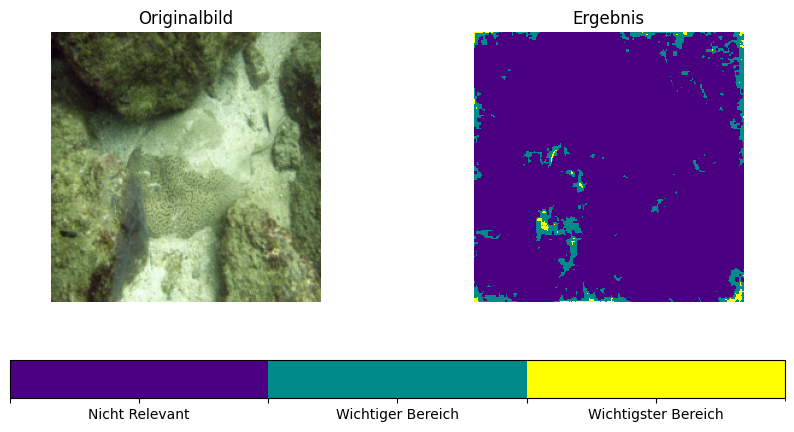 Originalbild
Ergebnis
Nicht Relevant
Wichtiger Bereich
Wichtigster Bereich